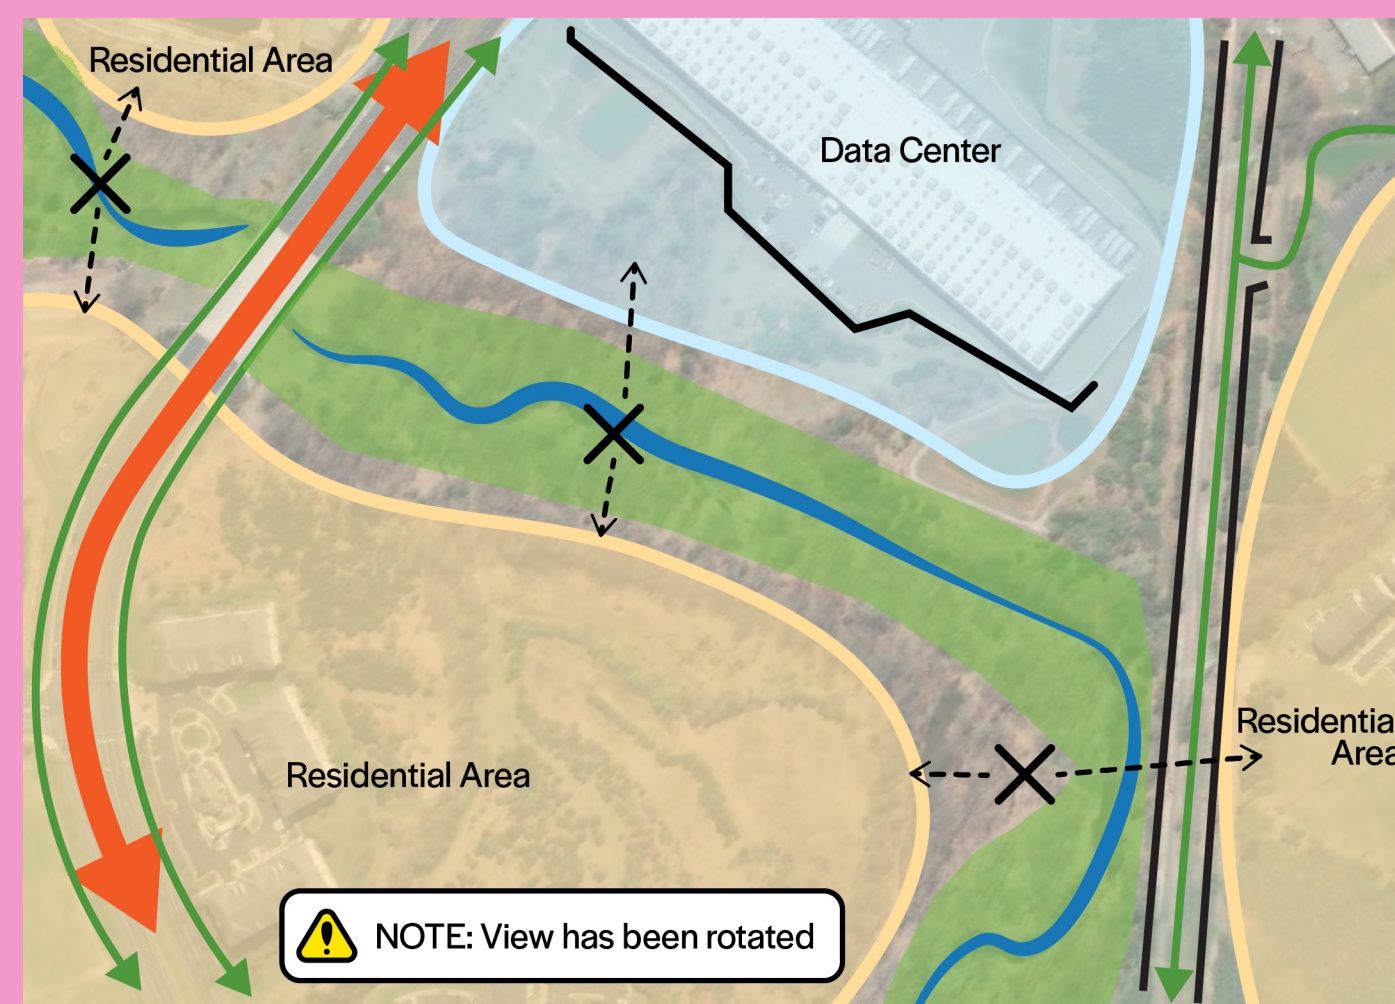 Residential Area
Data Center
Residentia
Area
Residential Area
NOTE: View has been rotated